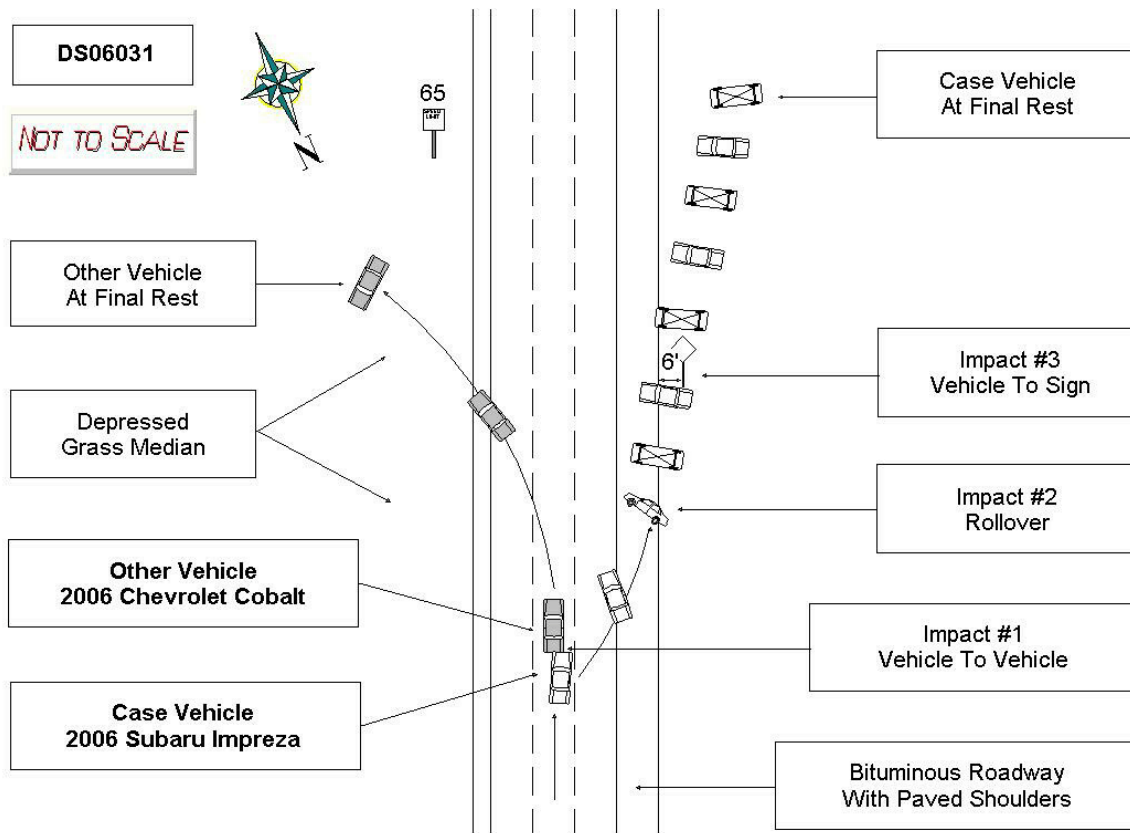 DS06031
NOT TO SCALE
N
65
SPEED
LIMIT
Case Vehicle
At Final Rest
Other Vehicle
At Final Rest
6'
Impact #3
Vehicle To Sign
Depressed
Grass Median
Impact #2
Rollover
Other Vehicle
2006 Chevrolet Cobalt
Impact #1
Vehicle To Vehicle
Case Vehicle
2006 Subaru Impreza
Bituminous Roadway
With Paved Shoulders